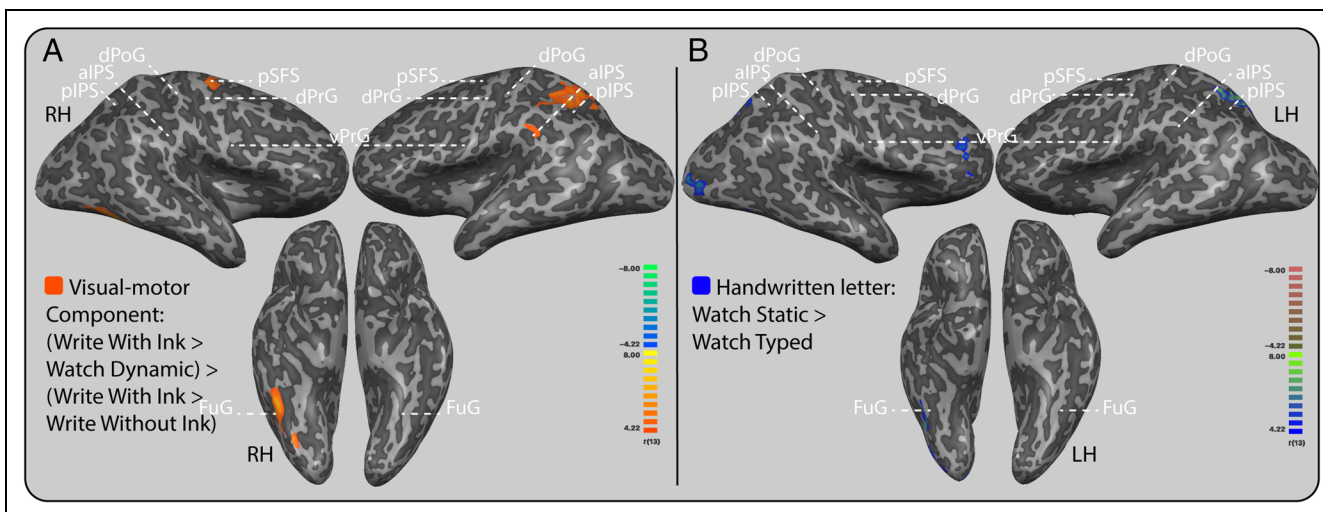 A
dPoG
aIPS
pIPS
RH
pSFS
dPrG
vPrG
pSFS
dPrG
dPoG
aIPS
pIPS
Visual-motor
Component:
(Write With Ink >
Watch Dynamic) >
(Write With Ink >
Write Without Ink)
FuG
FuG
RH
-8.00
-4.22
8.00
4.22
t(13)
B
dPoG
aIPS
pIPS
pSFS
dPrG
vPrG
pSFS
dPrG
dPoG
aIPS
pIPS
LH
Handwritten letter:
Watch Static >
Watch Typed
FuG
FuG
LH
-8.00
-4.22
8.00
4.22
t(13)